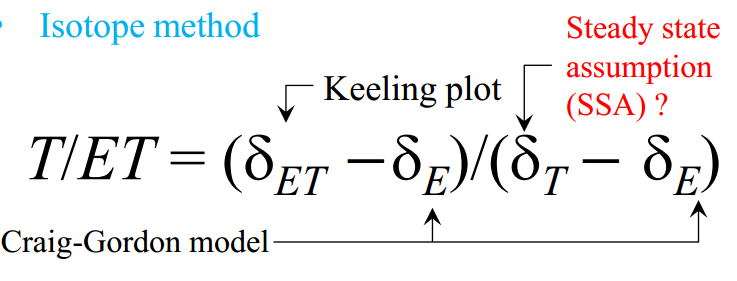 • Isotope method
Steady state
assumption
(SSA) ?
Keeling plot
T/ET = (δET −δE)/(δT − δE)
Craig-Gordon model